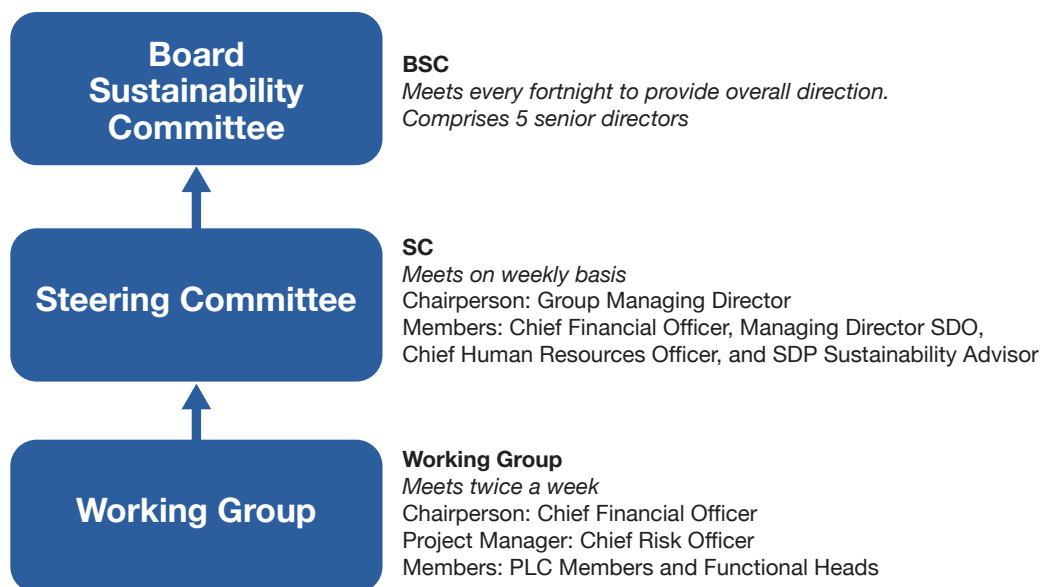 Board
Sustainability
Committee
BSC
Meets every fortnight to provide overall direction.
Comprises 5 senior directors
Steering Committee
SC
Meets on weekly basis
Chairperson: Group Managing Director
Members: Chief Financial Officer, Managing Director SDO,
Chief Human Resources Officer, and SDP Sustainability Advisor
Working Group
Working Group
Meets twice a week
Chairperson: Chief Financial Officer
Project Manager: Chief Risk Officer
Members: PLC Members and Functional Heads